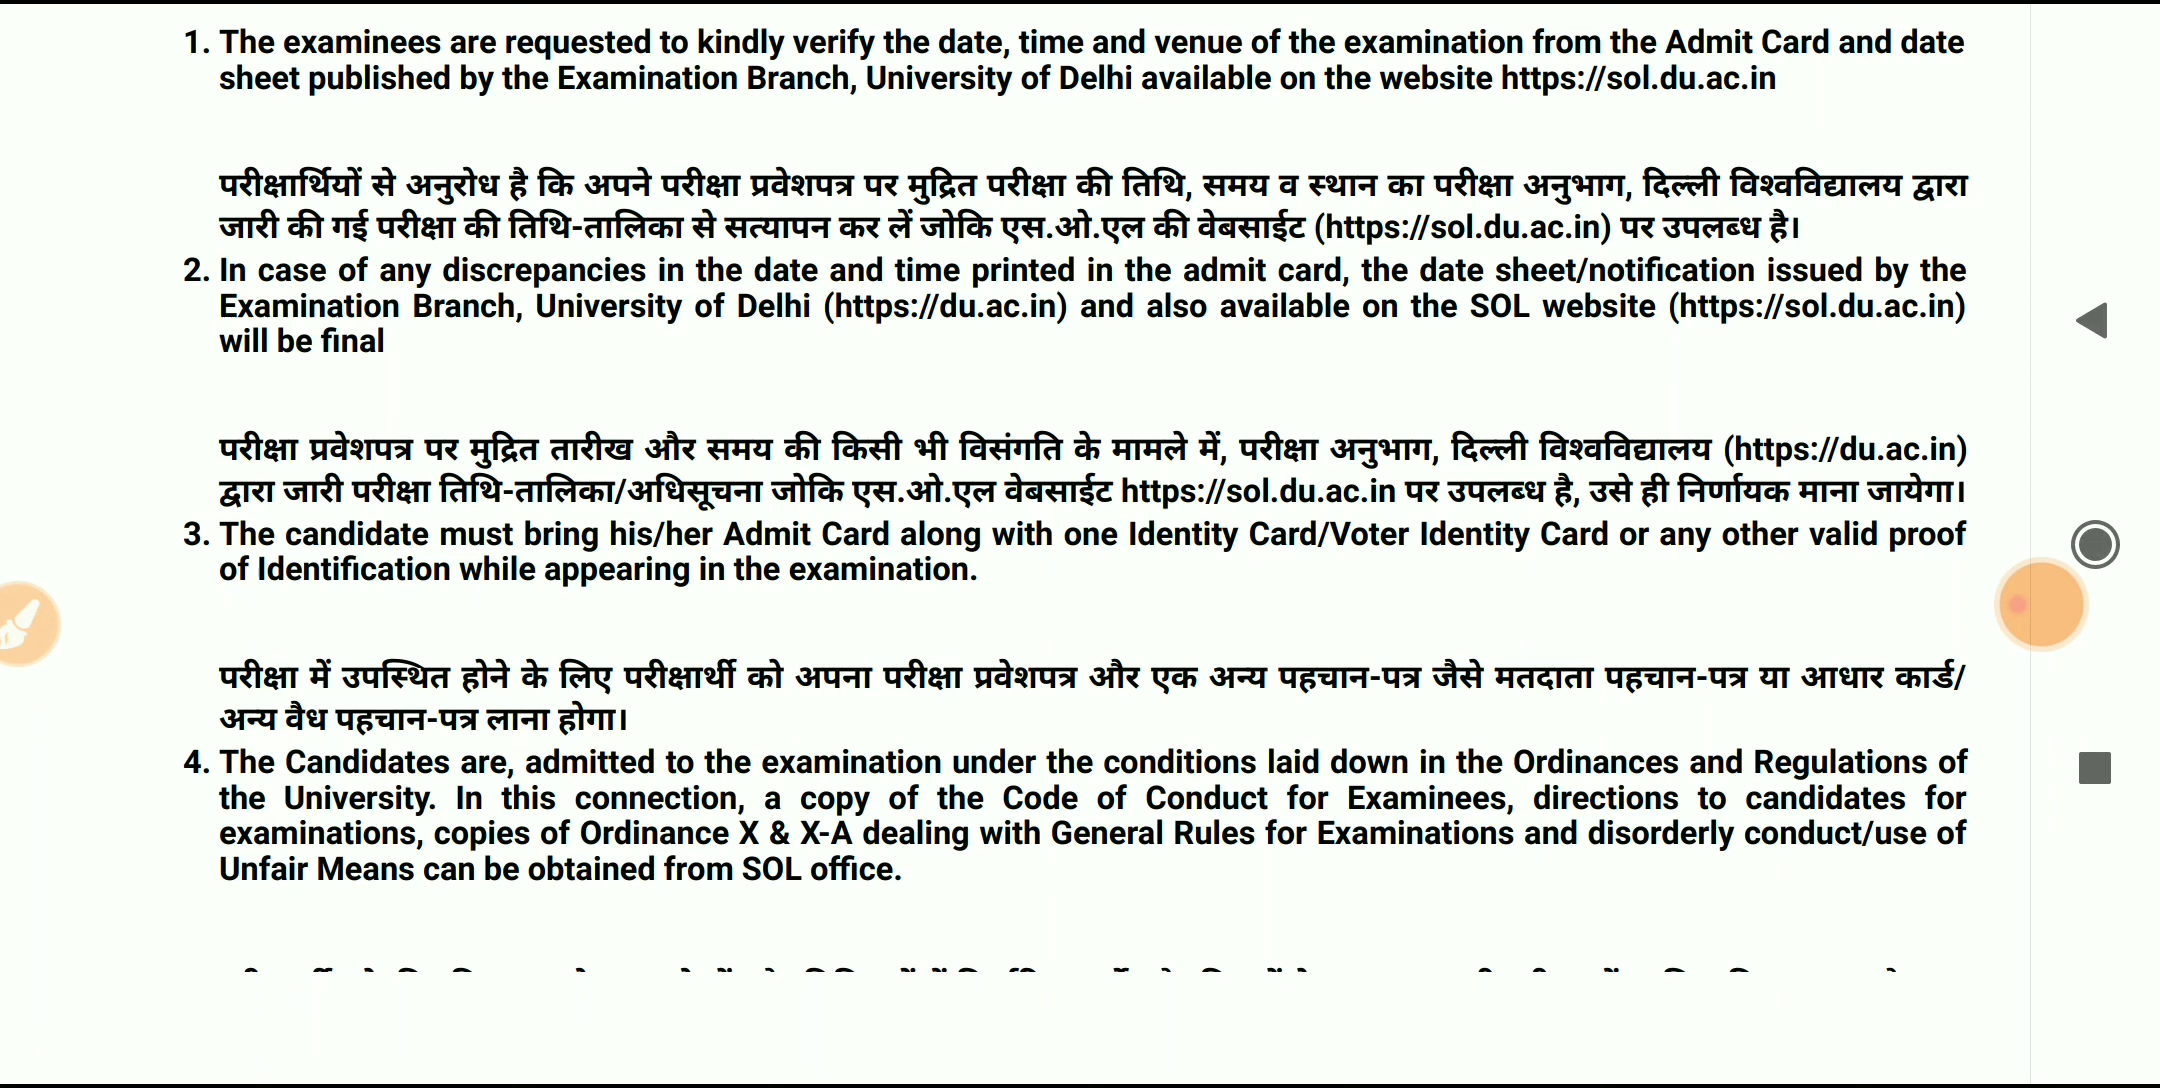 1. The examinees are requested to kindly verify the date, time and venue of the examination from the Admit Card and date
sheet published by the Examination Branch, University of Delhi available on the website https://sol.du.ac.in
परीक्षार्थियों से अनुरोध है कि अपने परीक्षा प्रवेशपत्र पर मुद्रित परीक्षा की तिथि, समय व स्थान का परीक्षा अनुभाग, दिल्ली विश्वविद्यालय द्वारा
जारी की गई परीक्षा की तिथि-तालिका से सत्यापन कर लें जोकि एस.ओ.एल की वेबसाईट (https://sol.du.ac.in) पर उपलब्ध है।
2. In case of any discrepancies in the date and time printed in the admit card, the date sheet/notification issued by the
Examination Branch, University of Delhi (https://du.ac.in) and also available on the SOL website (https://sol.du.ac.in)
will be final
परीक्षा प्रवेशपत्र पर मुद्रित तारीख और समय की किसी भी विसंगति के मामले में, परीक्षा अनुभाग, दिल्ली विश्वविद्यालय (https://du.ac.in)
द्वारा जारी परीक्षा तिथि-तालिका/अधिसूचना जोकि एस.ओ.एल वेबसाईट https://sol.du.ac.in पर उपलब्ध है, उसे ही निर्णायक माना जायेगा।
3. The candidate must bring his/her Admit Card along with one Identity Card/Voter Identity Card or any other valid proof
of Identification while appearing in the examination.
परीक्षा में उपस्थित होने के लिए परीक्षार्थी को अपना परीक्षा प्रवेशपत्र और एक अन्य पहचान-पत्र जैसे मतदाता पहचान-पत्र या आधार कार्ड/
अन्य वैध पहचान-पत्र लाना होगा।
4. The Candidates are, admitted to the examination under the conditions laid down in the Ordinances and Regulations of
the University. In this connection, a copy of the Code of Conduct for Examinees, directions to candidates for
examinations, copies of Ordinance X & X-A dealing with General Rules for Examinations and disorderly conduct/use of
Unfair Means can be obtained from SOL office.